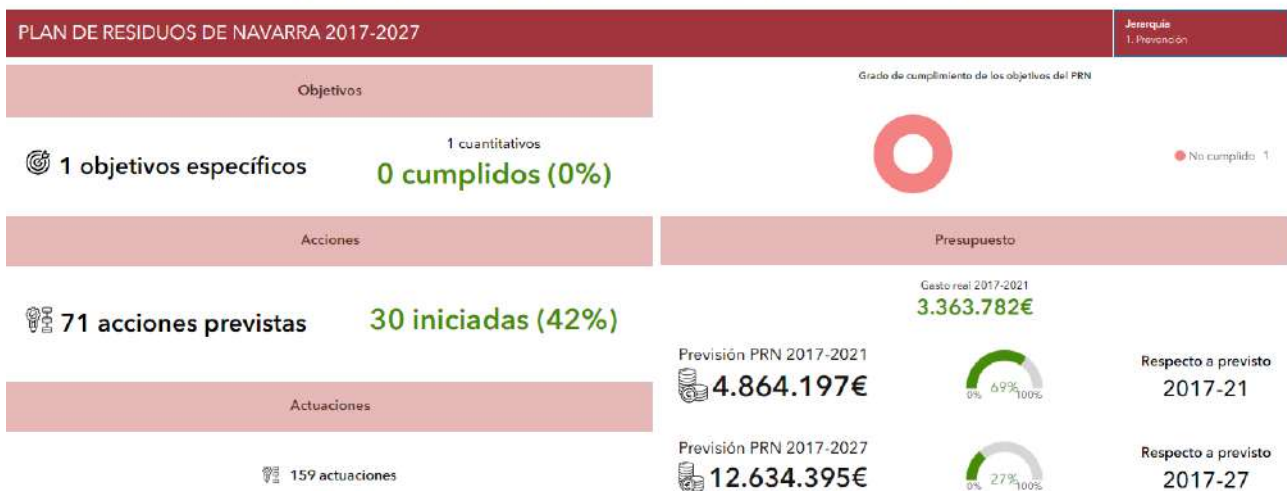 PLAN DE RESIDUOS DE NAVARRA 2017-2027
Jerarquía
1. Prevención
Objetivos
1 objetivos específicos
1 cuantitativos
0 cumplidos (0%)
Grado de cumplimiento de los objetivos del PRN
No cumplido 1
Acciones
71 acciones previstas
30 iniciadas (42%)
Actuaciones
159 actuaciones
Presupuesto
Gasto real 2017-2021
3.363.782€
Previsión PRN 2017-2021
4.864.197€
69%
0% 100%
Respecto a previsto
2017-21
Previsión PRN 2017-2027
12.634.395€
27%
0% 100%
Respecto a previsto
2017-27